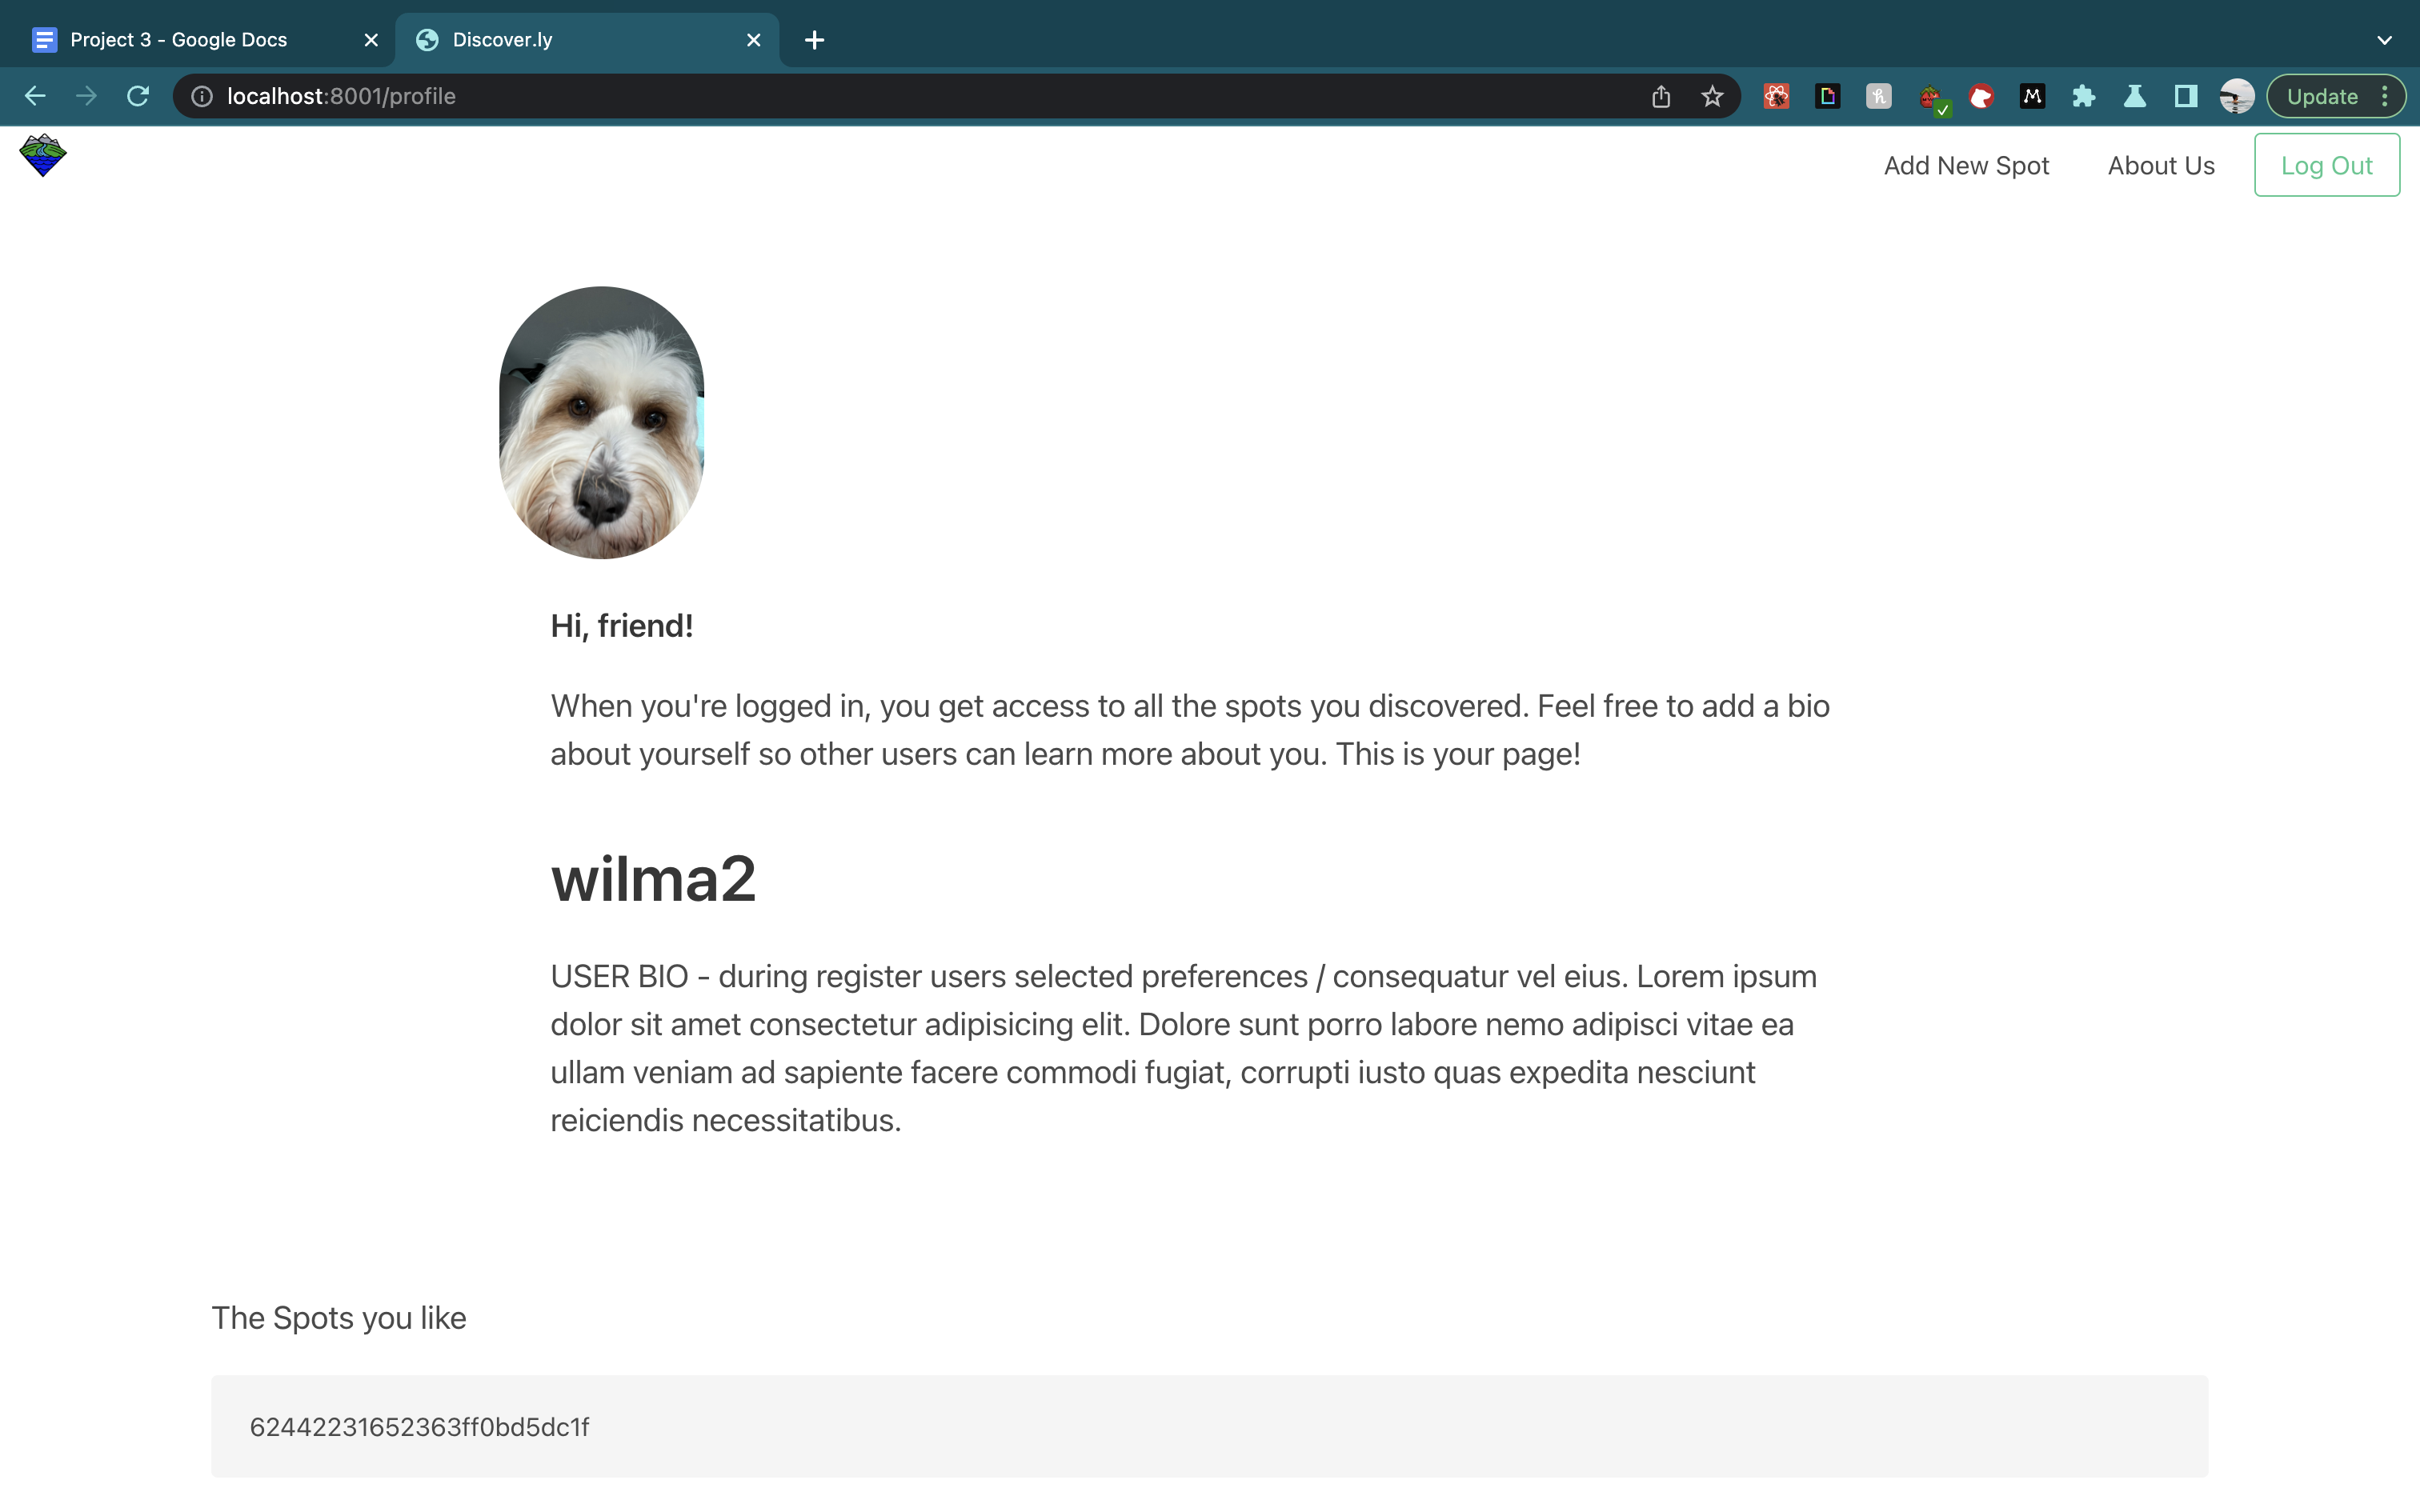 Project 3 - Google Docs
Discover.ly
localhost:8001/profile
Update
Add New Spot
About Us
Log Out
Hi, friend!
When you're logged in, you get access to all the spots you discovered. Feel free to add a bio
about yourself so other users can learn more about you. This is your page!
wilma2
USER BIO - during register users selected preferences / consequatur vel eius. Lorem ipsum
dolor sit amet consectetur adipisicing elit. Dolore sunt porro labore nemo adipisci vitae ea
ullam veniam ad sapiente facere commodi fugiat, corrupti iusto quas expedita nesciunt
reiciendis necessitatibus.
The Spots you like
62442231652363ff0bd5dc1f